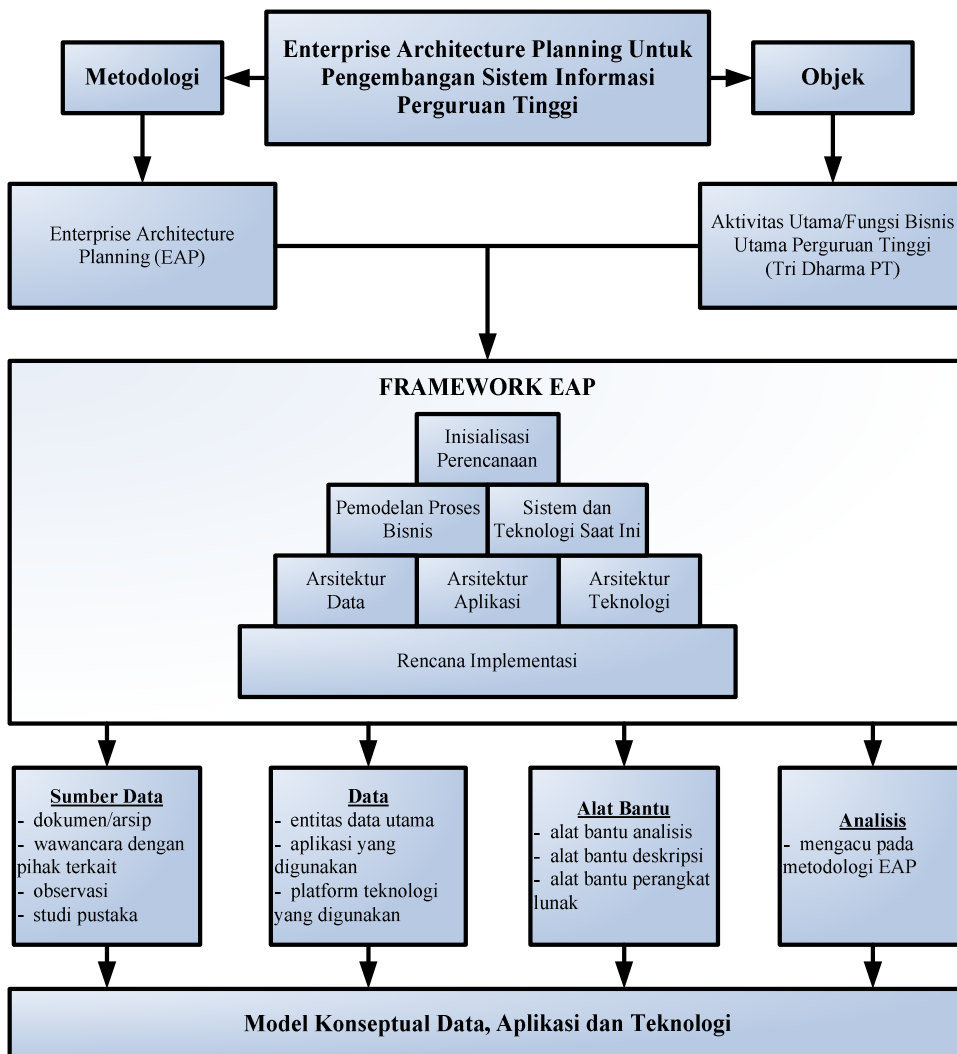 Enterprise Architecture Planning Untuk
Pengembangan Sistem Informasi
Perguruan Tinggi
Metodologi
Objek
Enterprise Architecture
Planning (EAP)
Aktivitas Utama/Fungsi Bisnis
Utama Perguruan Tinggi
(Tri Dharma PT)
FRAMEWORK EAP
Inisialisasi
Perencanaan
Pemodelan Proses
Bisnis
Sistem dan
Teknologi Saat Ini
Arsitektur
Data
Arsitektur
Aplikasi
Arsitektur
Teknologi
Rencana Implementasi
Sumber Data
- dokumen/arsip
- wawancara dengan
pihak terkait
- observasi
- studi pustaka
Data
- entitas data utama
- aplikasi yang
digunakan
- platform teknologi
yang digunakan
Alat Bantu
- alat bantu analisis
- alat bantu deskripsi
- alat bantu perangkat
lunak
Analisis
- mengacu pada
metodologi EAP
Model Konseptual Data, Aplikasi dan Teknologi